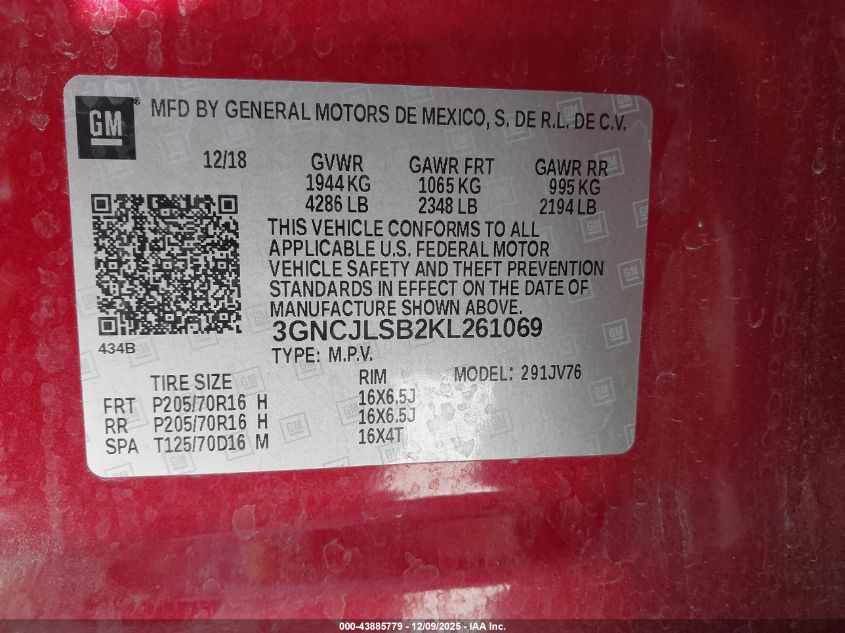 GM
MFD BY GENERAL MOTORS DE MEXICO, S. DE R.L. DE C.V.
12/18 GVWR GAWR FRT GAWR RR
1944 KG 1065 KG 995 KG
4286 LB 2348 LB 2194 LB
THIS VEHICLE CONFORMS TO ALL
APPLICABLE U.S. FEDERAL MOTOR
VEHICLE SAFETY AND THEFT PREVENTION
STANDARDS IN EFFECT ON THE DATE OF
MANUFACTURE SHOWN ABOVE.
3GNCJLSB2KL261069
434B
TYPE: M.P.V.
TIRE SIZE RIM MODEL: 291JV76
FRT P205/70R16 H 16X6.5J
RR P205/70R16 H 16X6.5J
SPA T125/70D16 M 16X4T
000-43885779 - 12/09/2025 - IAA Inc.